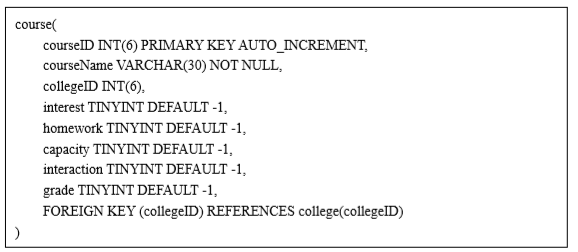 course(
courseID INT(6) PRIMARY KEY AUTO_INCREMENT,
courseName VARCHAR(30) NOT NULL,
collegeID INT(6),
interest TINYINT DEFAULT -1,
homework TINYINT DEFAULT -1,
capacity TINYINT DEFAULT -1,
interaction TINYINT DEFAULT -1,
grade TINYINT DEFAULT -1,
FOREIGN KEY (collegeID) REFERENCES college(collegeID)
)